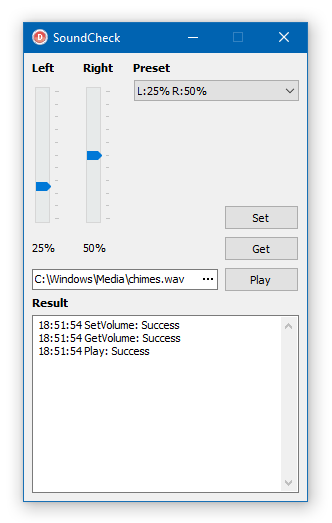 SoundCheck
Left Right Preset
L:25% R:50%
Set
25% 50% Get
C:\Windows\Media\chimes.wav ... Play
Result
18:51:54 SetVolume: Success
18:51:54 GetVolume: Success
18:51:54 Play: Success